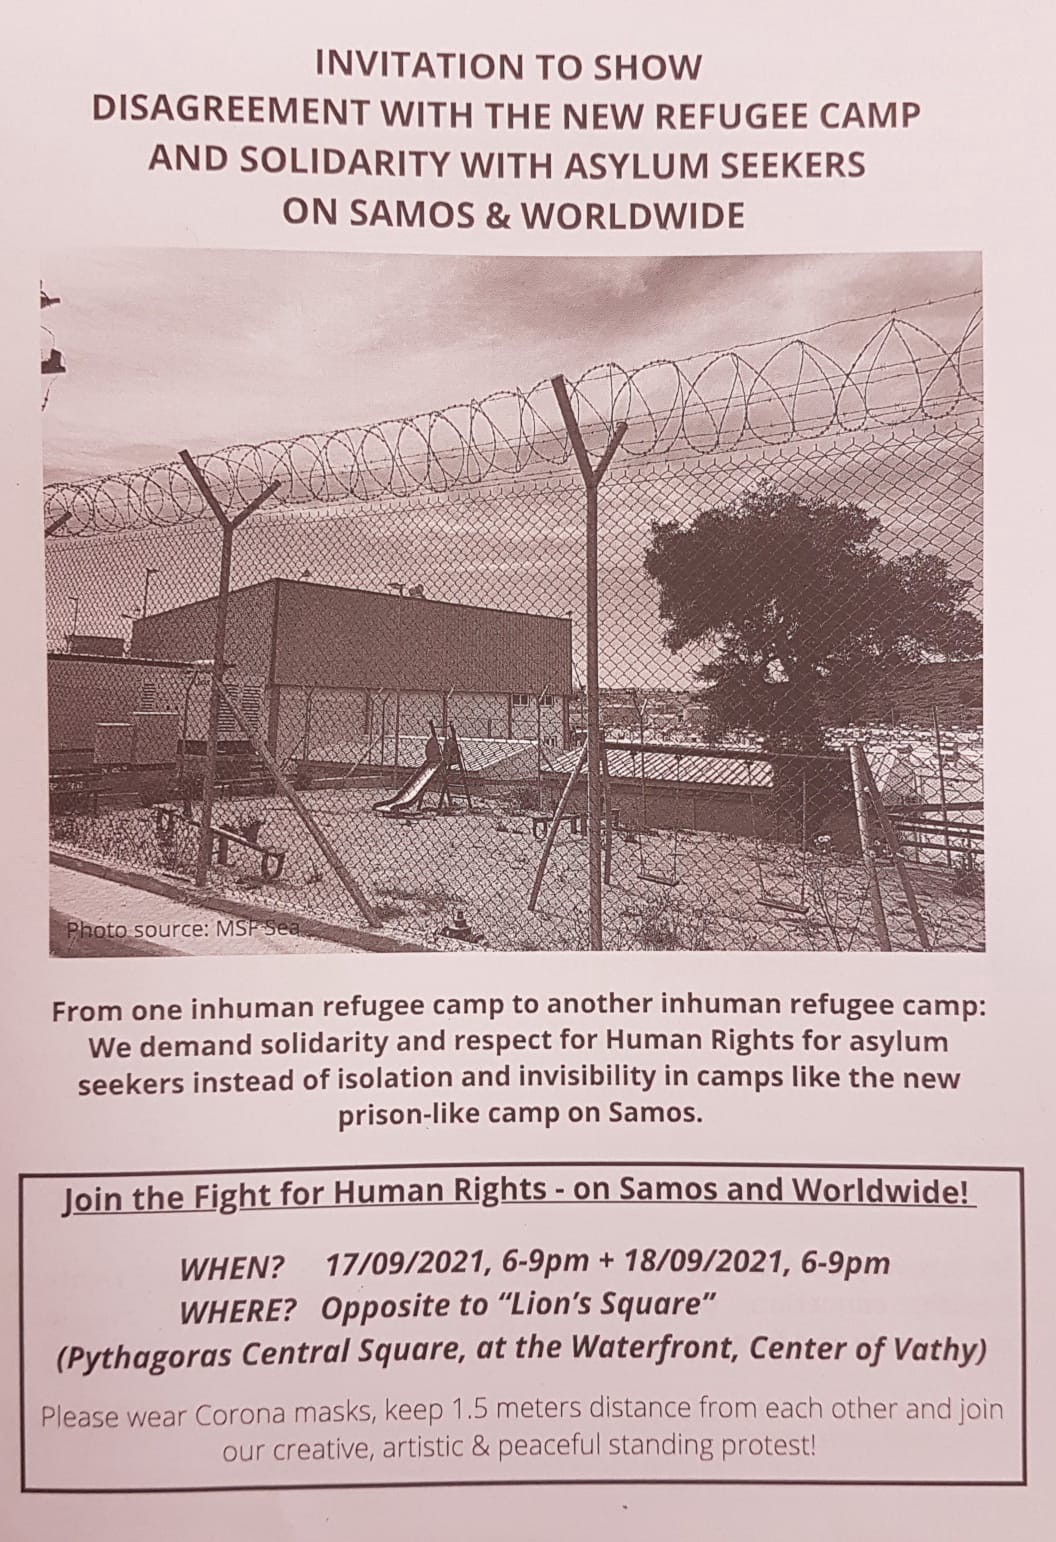 INVITATION TO SHOW
DISAGREEMENT WITH THE NEW REFUGEE CAMP
AND SOLIDARITY WITH ASYLUM SEEKERS
ON SAMOS & WORLDWIDE
Photo source: MSF Sea
From one inhuman refugee camp to another inhuman refugee camp:
We demand solidarity and respect for Human Rights for asylum
seekers instead of isolation and invisibility in camps like the new
prison-like camp on Samos.
Join the Fight for Human Rights - on Samos and Worldwide!
WHEN? 17/09/2021, 6-9pm + 18/09/2021, 6-9pm
WHERE? Opposite to “Lion’s Square”
(Pythagoras Central Square, at the Waterfront, Center of Vathy)
Please wear Corona masks, keep 1.5 meters distance from each other and join
our creative, artistic & peaceful standing protest!